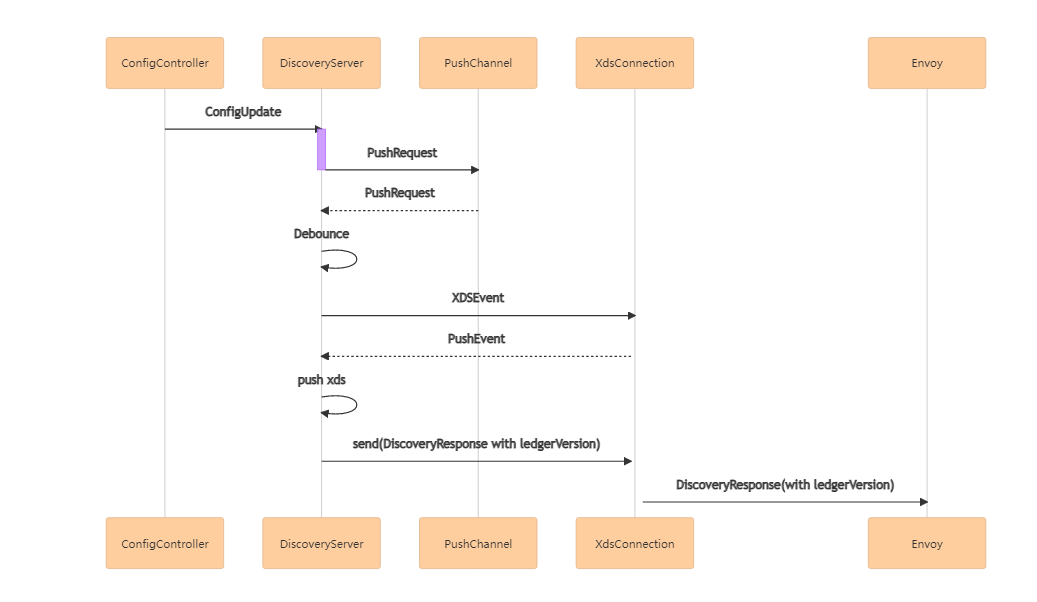 ConfigController
DiscoveryServer
PushChannel
XdsConnection
Envoy
ConfigUpdate
PushRequest
PushRequest
Debounce
XDSEvent
PushEvent
push xds
send(DiscoveryResponse with ledgerVersion)
DiscoveryResponse(with ledgerVersion)
ConfigController
DiscoveryServer
PushChannel
XdsConnection
Envoy